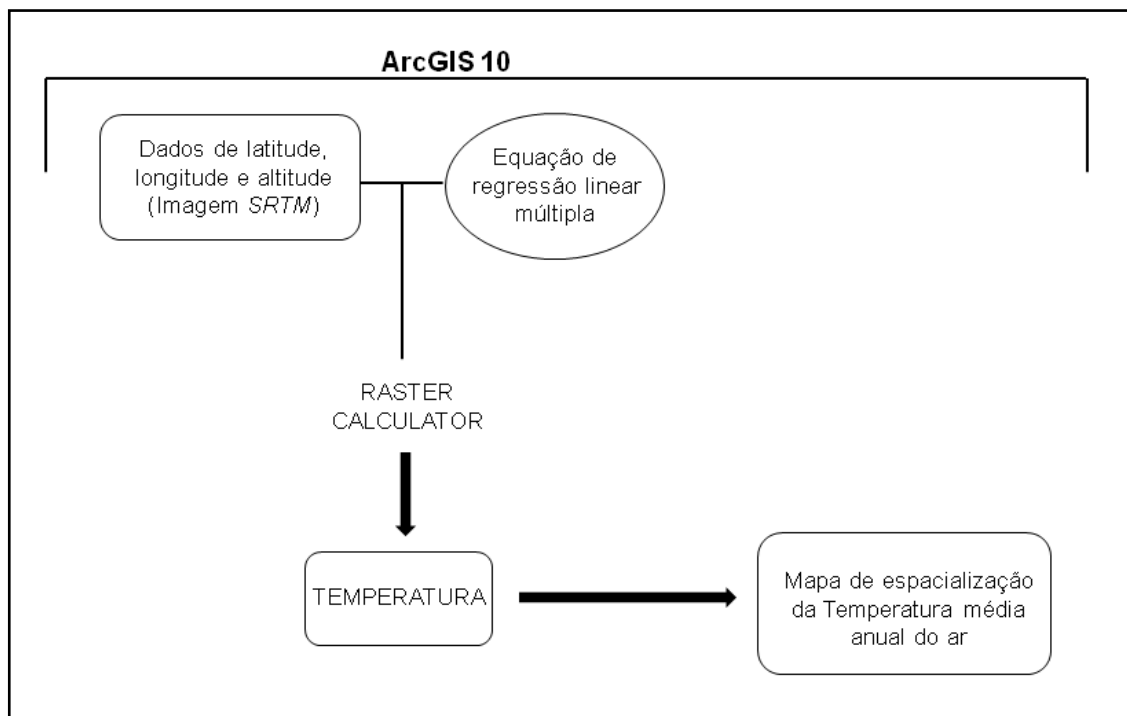 ArcGIS 10
Dados de latitude,
longitude e altitude
(Imagem SRTM)
Equação de
regressão linear
múltipla
RASTER
CALCULATOR
TEMPERATURA
Mapa de espacialização
da Temperatura média
anual do ar